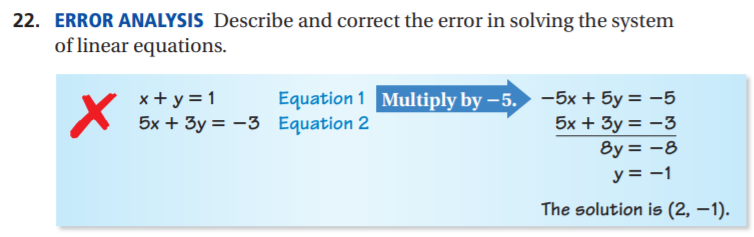 22. ERROR ANALYSIS Describe and correct the error in solving the system
of linear equations.
x + y = 1 Equation 1 Multiply by −5. −5x + 5y = −5
5x + 3y = −3 Equation 2 5x + 3y = −3
8y = −8
y = −1
The solution is (2, −1).